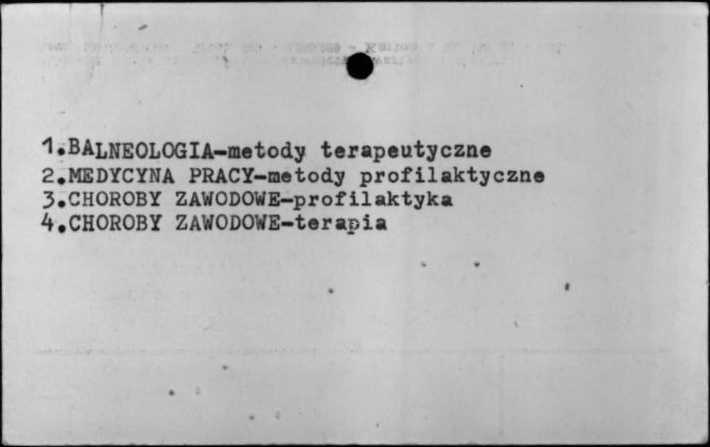 1.BALNEOLOGIA-metody terapeutyczne
2.MEDYCYNA PRACY-metody profilaktyczne
3.CHOROBY ZAWODOWE-profilaktyka
4.CHOROBY ZAWODOWE-terapia